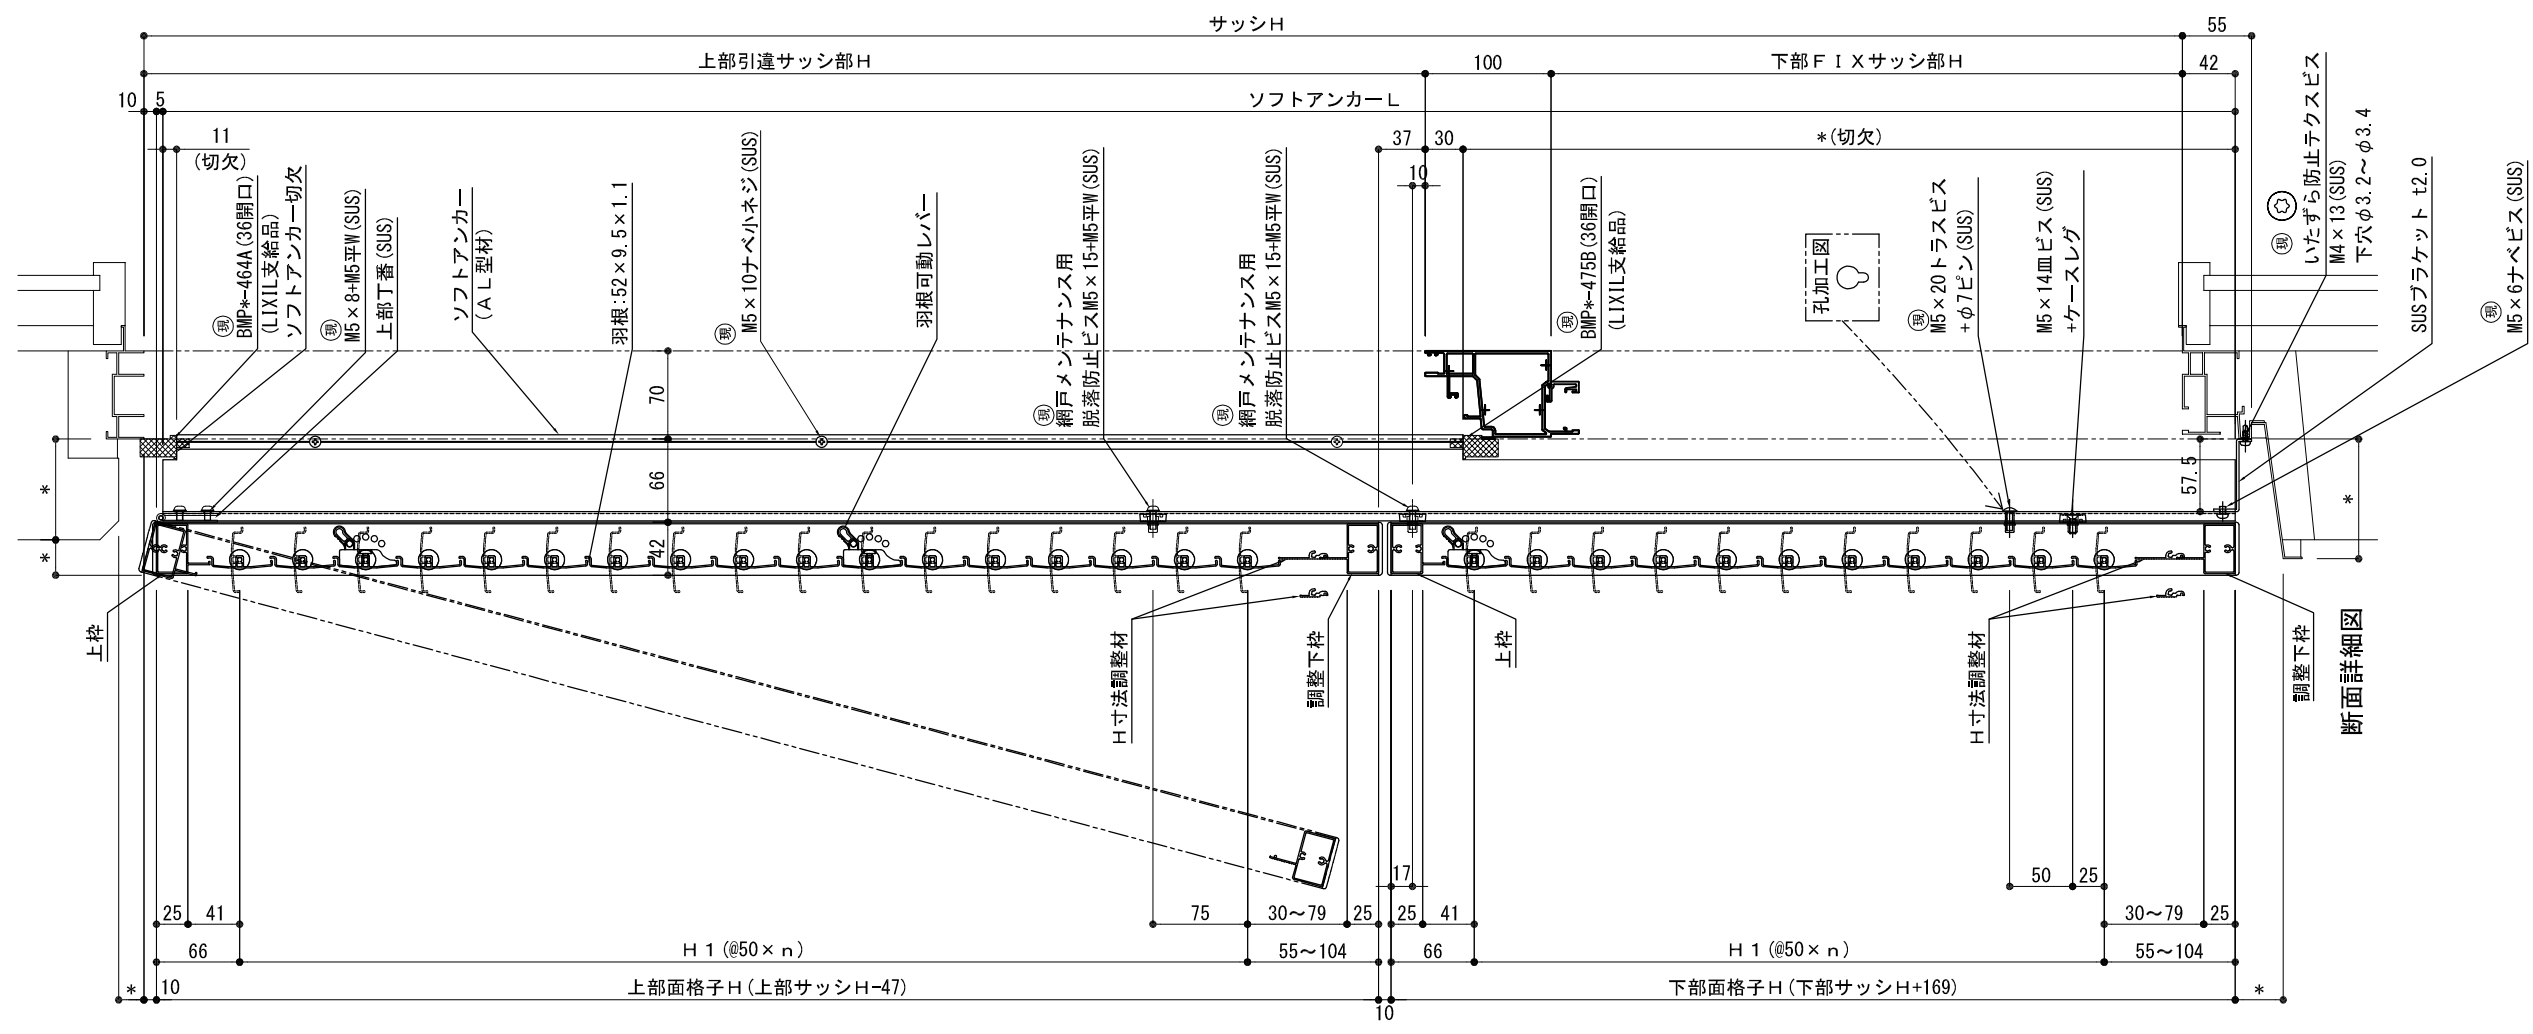 サッシH
55
上部引違サッシ部H
100
下部FIXサッシ部H
42
10
5
ソフトアンカーL
11
(切欠)
37
30
*(切欠)
10
現
BMP*-464A(36開口)
(LIXIL支給品)
ソフトアンカー切欠
現
M5×8+M5平W(SUS)
上部丁番(SUS)
ソフトアンカー
(AL型材)
羽根:52×9.5×1.1
現
M5×10ナベ小ネジ(SUS)
羽根可動レバー
現
網戸メンテナンス用
脱落防止ビスM5×15+M5平W(SUS)
現
網戸メンテナンス用
脱落防止ビスM5×15+M5平W(SUS)
現
BMP*-475B(36開口)
(LIXIL支給品)
孔加工図
現
M5×20トラスビス
+φ7ピン(SUS)
M5×14皿ビス(SUS)
+ケースレグ
現
いたずら防止テクスビス
M4×13(SUS)
下穴φ3.2～φ3.4
SUSブラケット t2.0
現
M5×6ナベビス(SUS)
70
66
42
*
*
57.5
*
上枠
H寸法調整材
調整下枠
上枠
H寸法調整材
調整下枠
断面詳細図
17
50
25
25
41
75
30～79
25
25
41
30～79
25
66
H1(@50×n)
55～104
66
H1(@50×n)
55～104
*
10
上部面格子H(上部サッシH-47)
10
下部面格子H(下部サッシH+169)
*